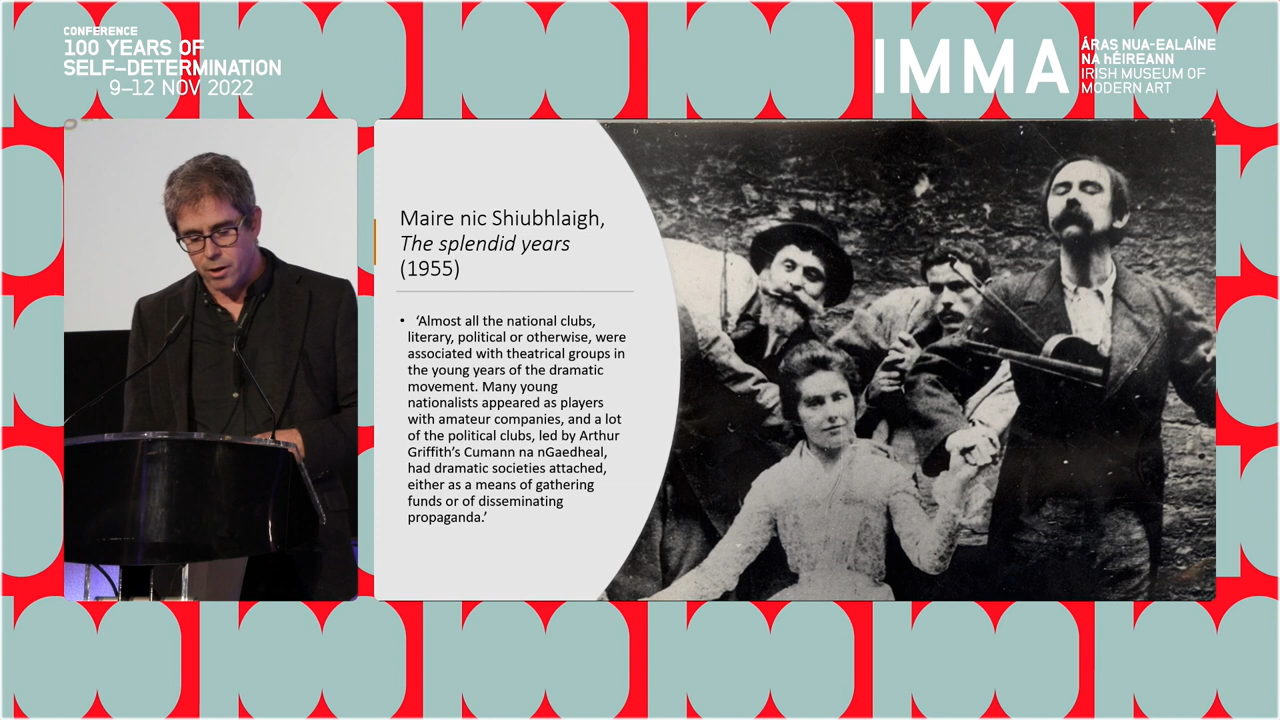 CONFERENCE
100 YEARS OF
SELF–DETERMINATION
9–12 NOV 2022
IMMA
ÁRAS NUA-EALAÍNE
NA hÉIREANN
IRISH MUSEUM OF
MODERN ART
Maire nic Shiubhlaigh,
The splendid years
(1955)
• ‘Almost all the national clubs,
literary, political or otherwise, were
associated with theatrical groups in
the young years of the dramatic
movement. Many young
nationalists appeared as players
with amateur companies, and a lot
of the political clubs, led by Arthur
Griffith’s Cumann na nGaedheal,
had dramatic societies attached,
either as a means of gathering
funds or of disseminating
propaganda.’